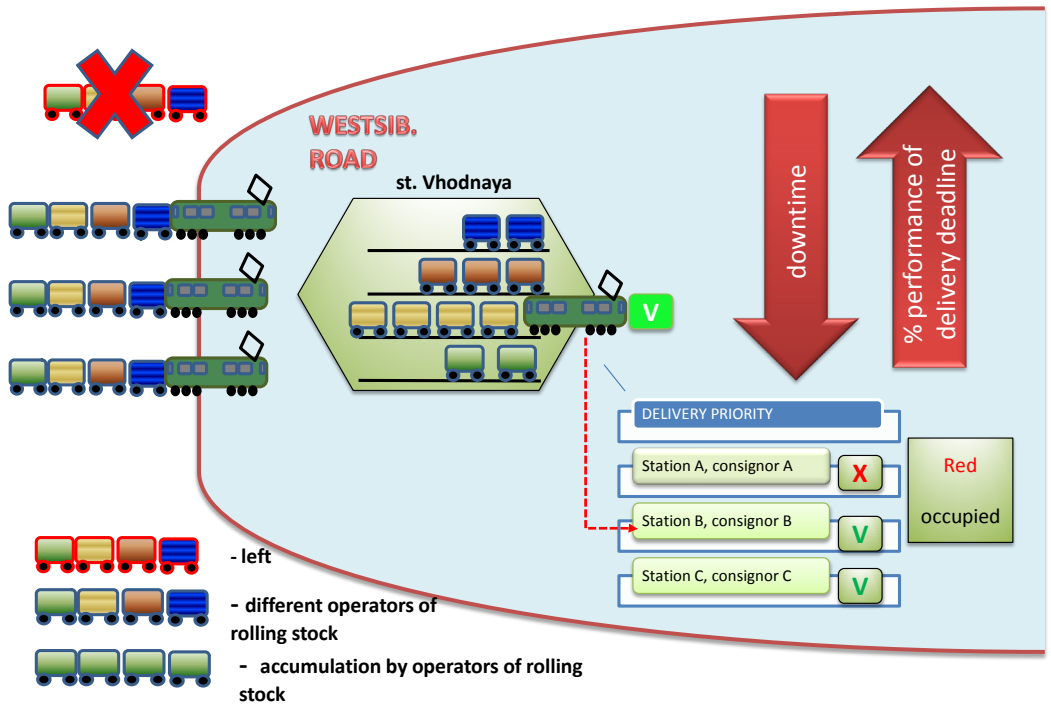 WESTSIB.
ROAD
st. Vhodnaya
V
downtime
% performance of
delivery deadline
DELIVERY PRIORITY
Station A, consignor A
X
Station B, consignor B
V
Station C, consignor C
V
Red
occupied
- left
- different operators of
rolling stock
- accumulation by operators of rolling
stock